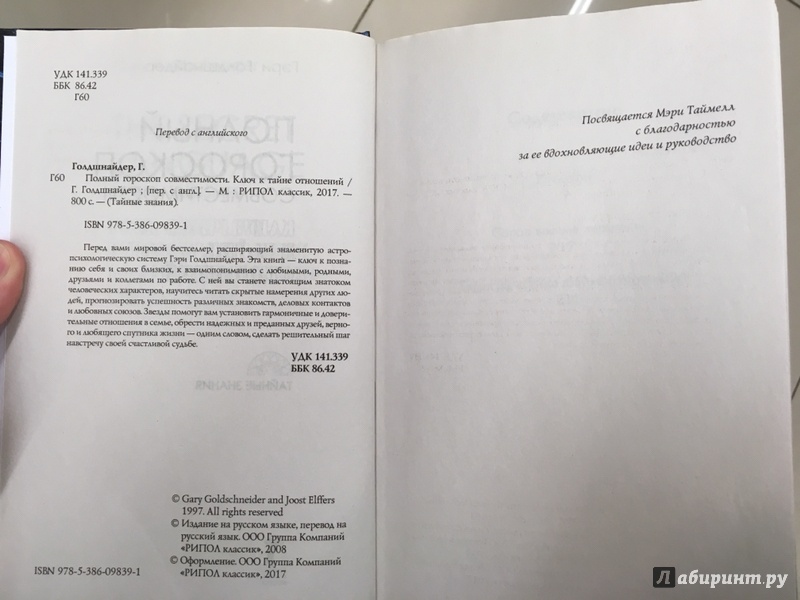 УДК 141.339
ББК 86.42
Г60
Перевод с английского
Голдшнайдер, Г.
Г60 Полный гороскоп совместимости. Ключ к тайне отношений /
Г. Голдшнайдер ; [пер. с англ.]. — М. : РИПОЛ классик, 2017. —
800 с. — (Тайные знания).
ISBN 978-5-386-09839-1
Перед вами мировой бестселлер, расширяющий знаменитую астро-
психологическую систему Гэри Голдшнайдера. Эта книга — ключ к позна-
нию себя и своих близких, к взаимопониманию с любимыми, родными,
друзьями и коллегами по работе. С ней вы станете настоящим знатоком
человеческих характеров, научитесь читать скрытые намерения других лю-
дей, прогнозировать успешность различных знакомств, деловых контактов
и любовных союзов. Звезды помогут вам установить гармоничные и довери-
тельные отношения в семье, обрести надежных и преданных друзей, верно-
го и любящего спутника жизни — одним словом, сделать решительный шаг
навстречу своей счастливой судьбе.
УДК 141.339
ББК 86.42
© Gary Goldschneider and Joost Elffers
1997. All rights reserved
© Издание на русском языке, перевод на
русский язык. ООО Группа Компаний
«РИПОЛ классик», 2008
© Оформление. ООО Группа Компаний
«РИПОЛ классик», 2017
ISBN 978-5-386-09839-1
Посвящается Мэри Таймелл
с благодарностью
за ее вдохновляющие идеи и руководство
Лабиринт.ру